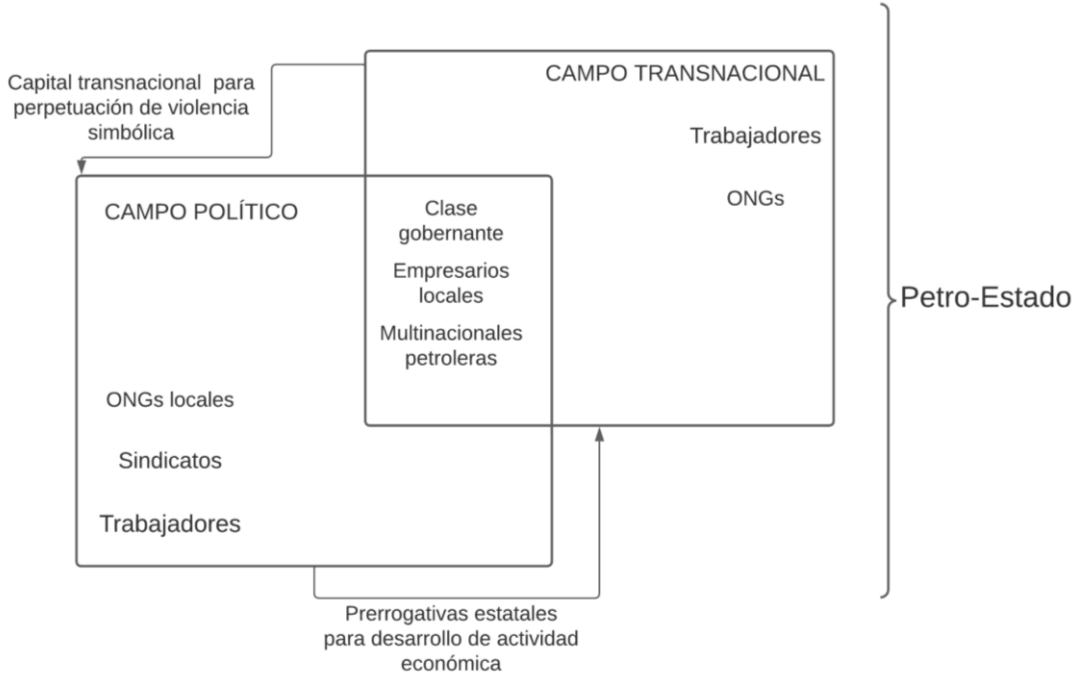 Capital transnacional para
perpetuación de violencia
simbólica
CAMPO TRANSNACIONAL
Trabajadores
ONGs
CAMPO POLÍTICO
Clase
gobernante
Empresarios
locales
Multinacionales
petroleras
ONGs locales
Sindicatos
Trabajadores
Petro-Estado
Prerrogativas estatales
para desarrollo de actividad
económica